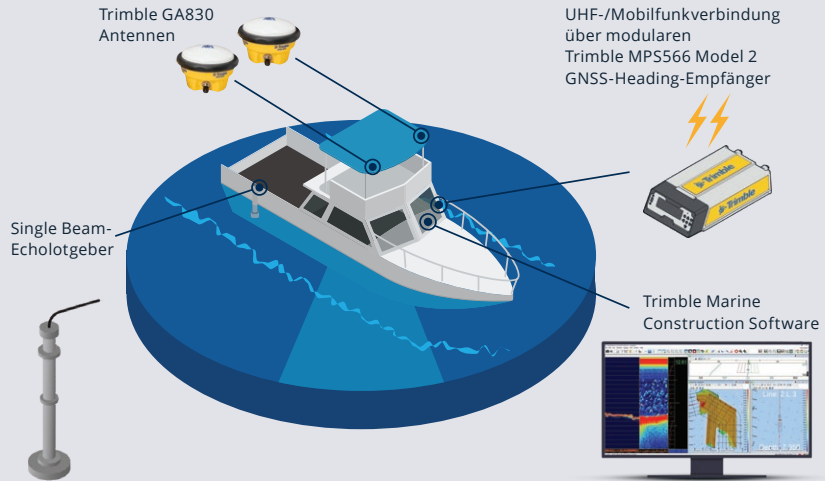 Trimble GA830
Antennen
UHF-/Mobilfunkverbindung
über modularen
Trimble MPS566 Model 2
GNSS-Heading-Empfänger
Trimble
Trimble
Single Beam-
Echolotgeber
Trimble Marine
Construction Software